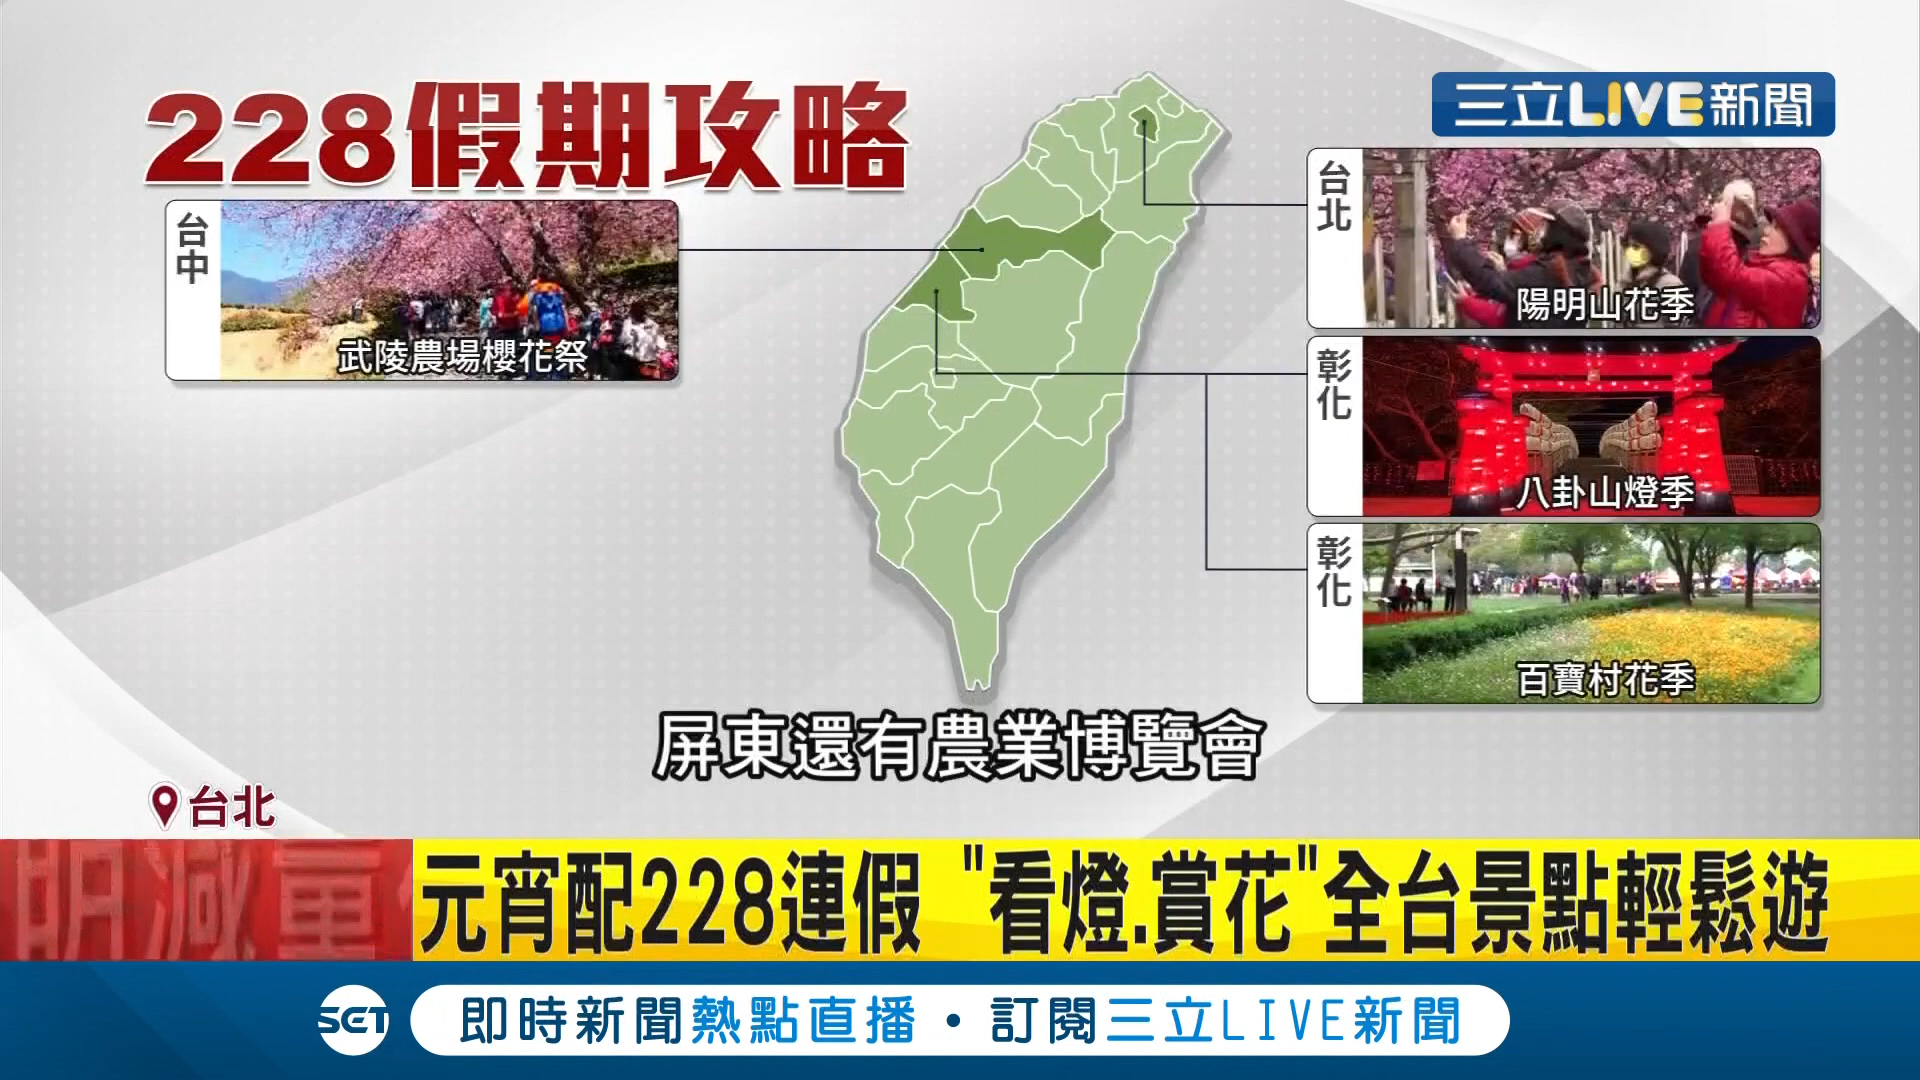 228假期攻略
三立LIVE新聞
台中
武陵農場櫻花祭
台北
陽明山花季
彰化
八卦山燈季
彰化
百寶村花季
屏東還有農業博覽會
台北
明減量
元宵配228連假 "看燈.賞花"全台景點輕鬆遊
SET
即時新聞熱點直播・訂閱三立LIVE新聞